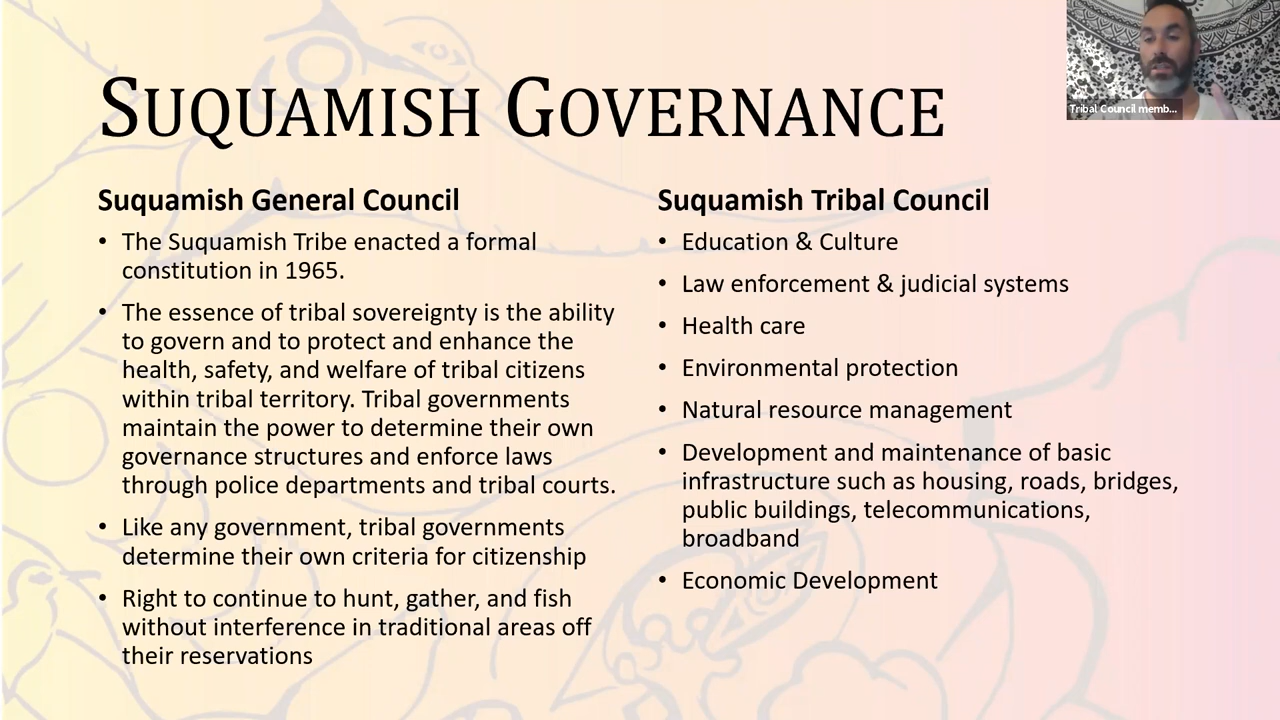 SUQUAMISH GOVERNANCE
Suquamish General Council
• The Suquamish Tribe enacted a formal
constitution in 1965.
• The essence of tribal sovereignty is the ability
to govern and to protect and enhance the
health, safety, and welfare of tribal citizens
within tribal territory. Tribal governments
maintain the power to determine their own
governance structures and enforce laws
through police departments and tribal courts.
• Like any government, tribal governments
determine their own criteria for citizenship
• Right to continue to hunt, gather, and fish
without interference in traditional areas off
their reservations
Suquamish Tribal Council
• Education & Culture
• Law enforcement & judicial systems
• Health care
• Environmental protection
• Natural resource management
• Development and maintenance of basic
infrastructure such as housing, roads, bridges,
public buildings, telecommunications,
broadband
• Economic Development
Tribal Council memb...